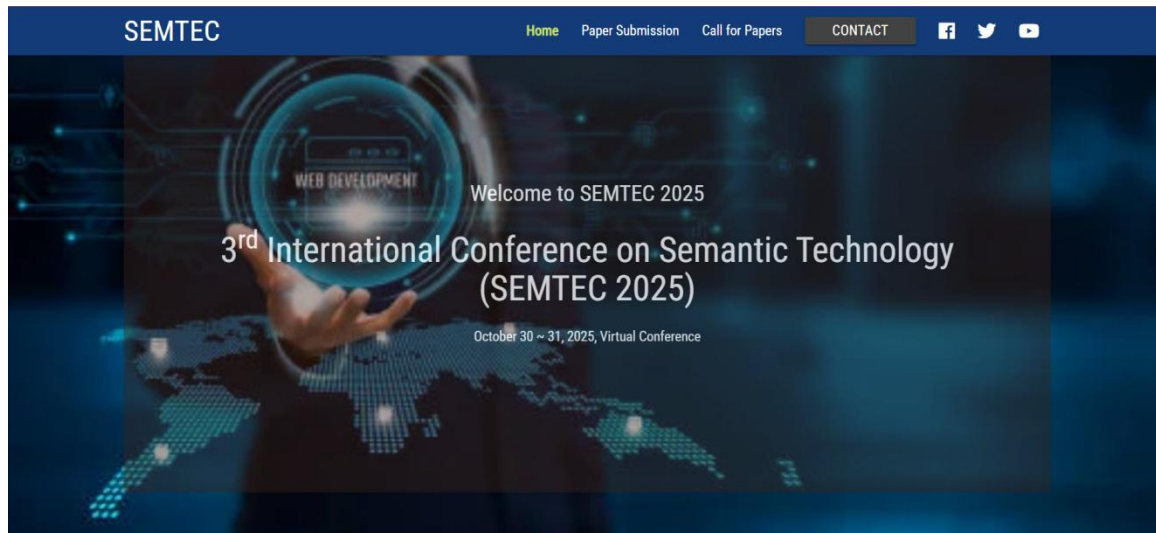 SEMTEC
Home Paper Submission Call for Papers CONTACT
WEB DEVELOPMENT
Welcome to SEMTEC 2025
3rd International Conference on Semantic Technology
(SEMTEC 2025)
October 30 ~ 31, 2025, Virtual Conference